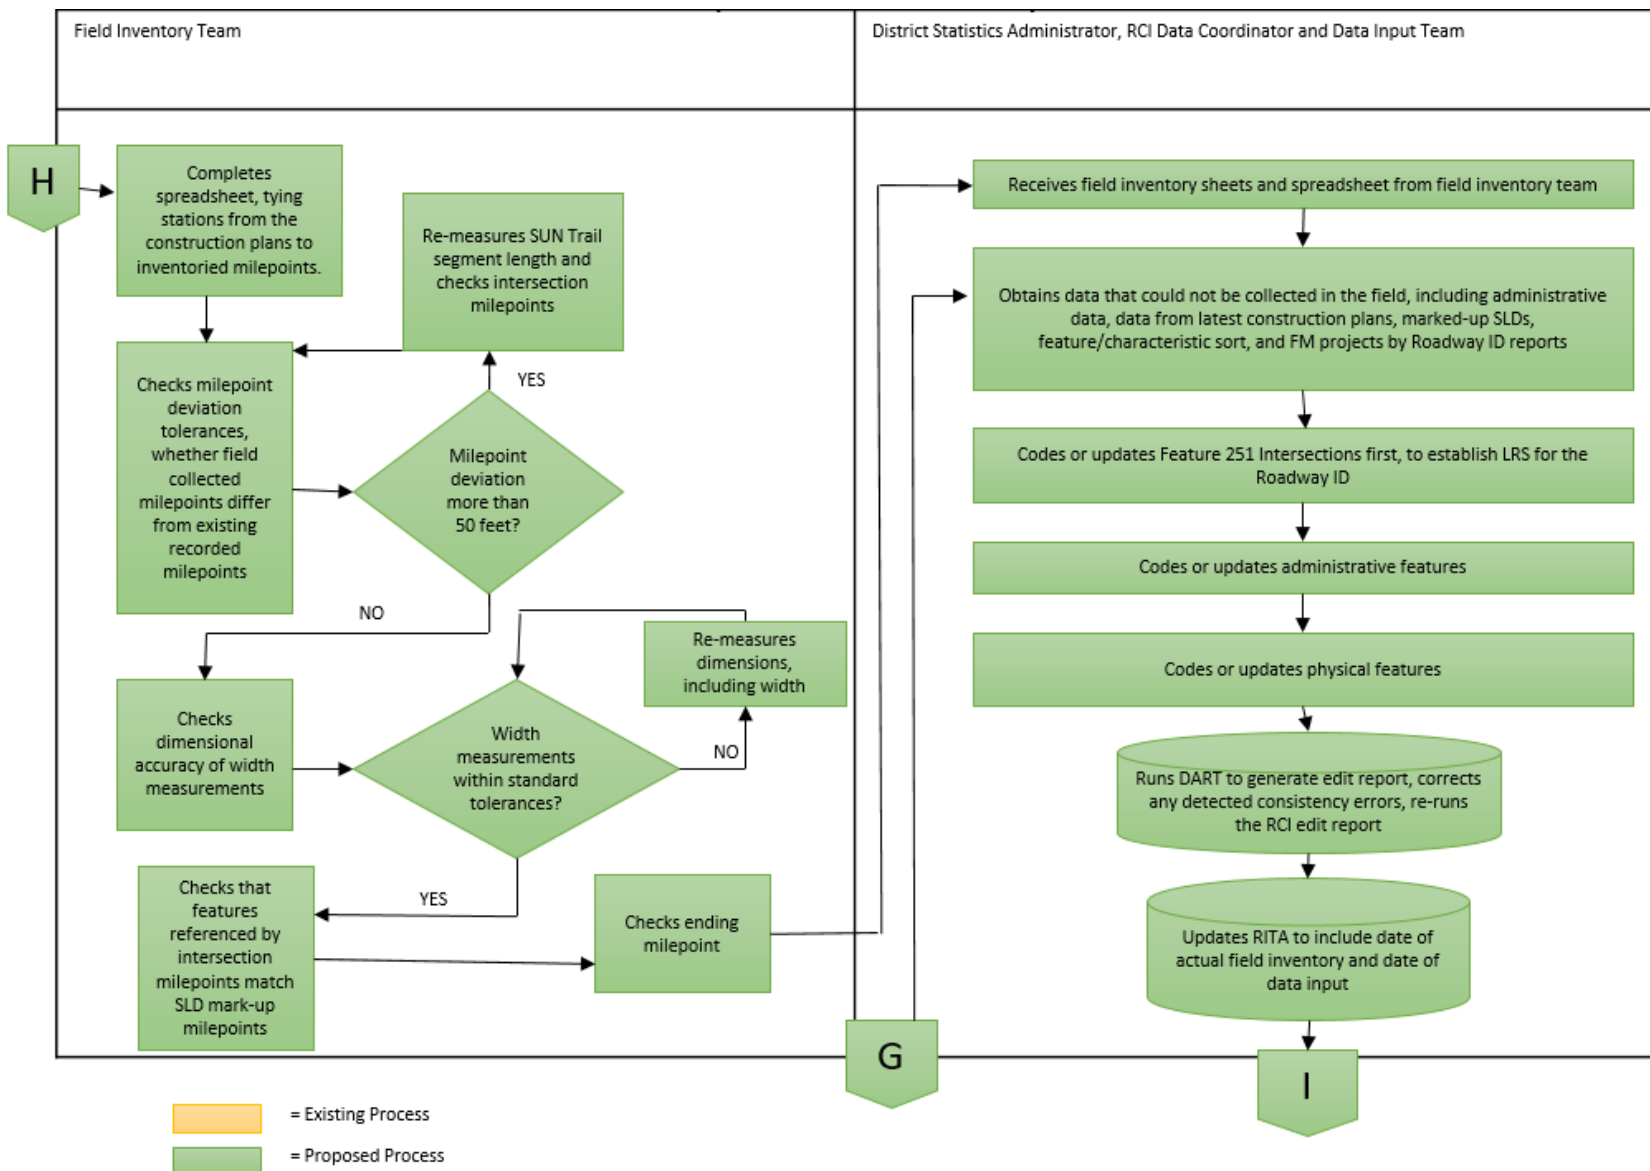 Field Inventory Team
District Statistics Administrator, RCI Data Coordinator and Data Input Team
H
Completes
spreadsheet, tying
stations from the
construction plans to
inventoried milepoints.
Re-measures SUN Trail
segment length and
checks intersection
milepoints
Checks milepoint
deviation
tolerances,
whether field
collected
milepoints differ
from existing
recorded
milepoints
YES
Milepoint
deviation
more than
50 feet?
NO
Re-measures
dimensions,
including width
Checks
dimensional
accuracy of width
measurements
Width
measurements
within standard
tolerances?
NO
YES
Checks that
features
referenced by
intersection
milepoints match
SLD mark-up
milepoints
Checks ending
milepoint
Receives field inventory sheets and spreadsheet from field inventory team
Obtains data that could not be collected in the field, including administrative
data, data from latest construction plans, marked-up SLDs,
feature/characteristic sort, and FM projects by Roadway ID reports
Codes or updates Feature 251 Intersections first, to establish LRS for the
Roadway ID
Codes or updates administrative features
Codes or updates physical features
Runs DART to generate edit report, corrects
any detected consistency errors, re-runs
the RCI edit report
Updates RITA to include date of
actual field inventory and date of
data input
G
I
= Existing Process
= Proposed Process